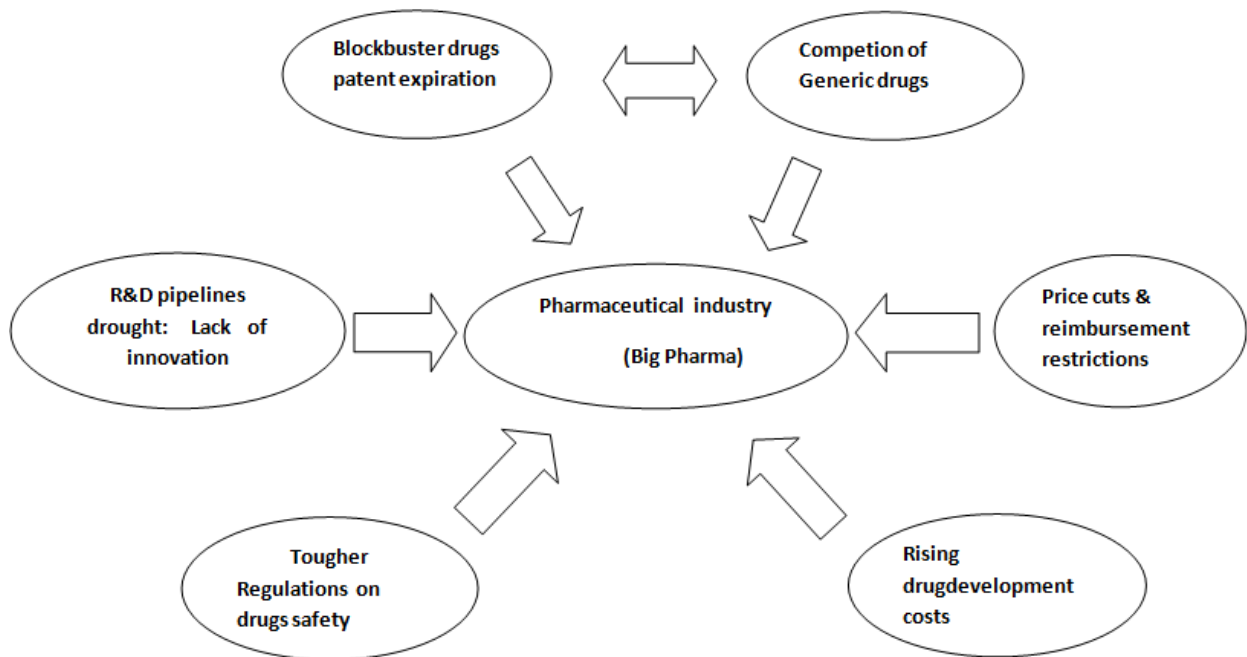 Blockbuster drugs
patent expiration
Competion of
Generic drugs
R&D pipelines
drought: Lack of
innovation
Pharmaceutical industry
(Big Pharma)
Price cuts &
reimbursement
restrictions
Tougher
Regulations on
drugs safety
Rising
drugdevelopment
costs